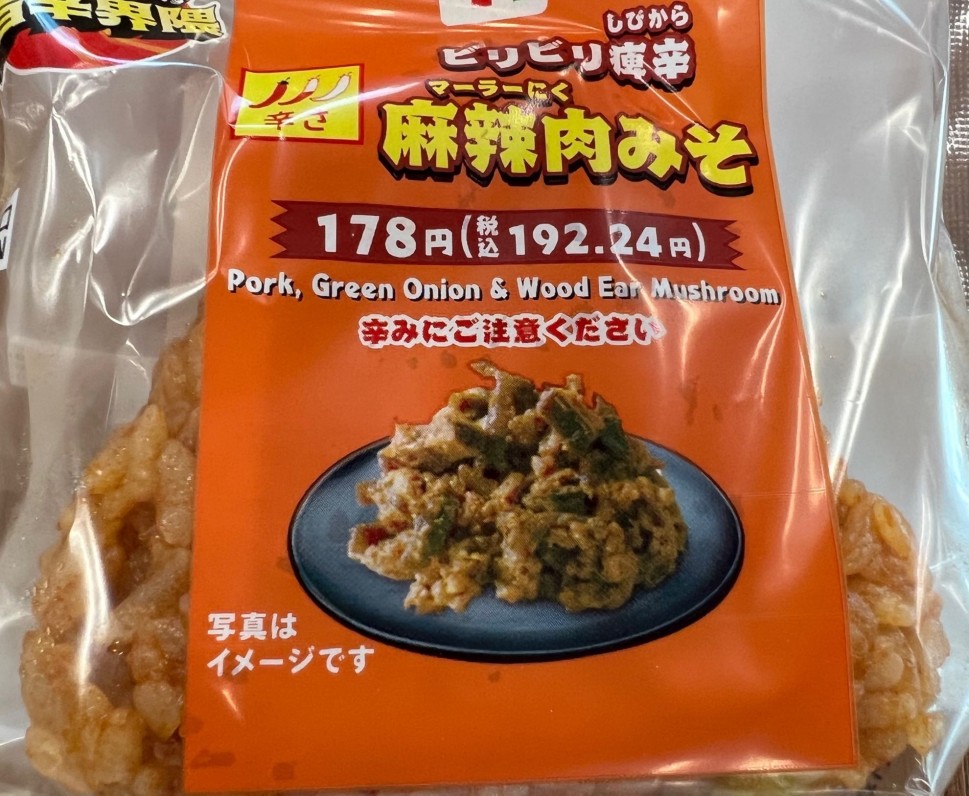 しびから
ビリビリ痺辛
辛さ
マーラーにく
麻辣肉みそ
178円(税込192.24円)
Pork, Green Onion & Wood Ear Mushroom
辛みにご注意ください
写真は
イメージです